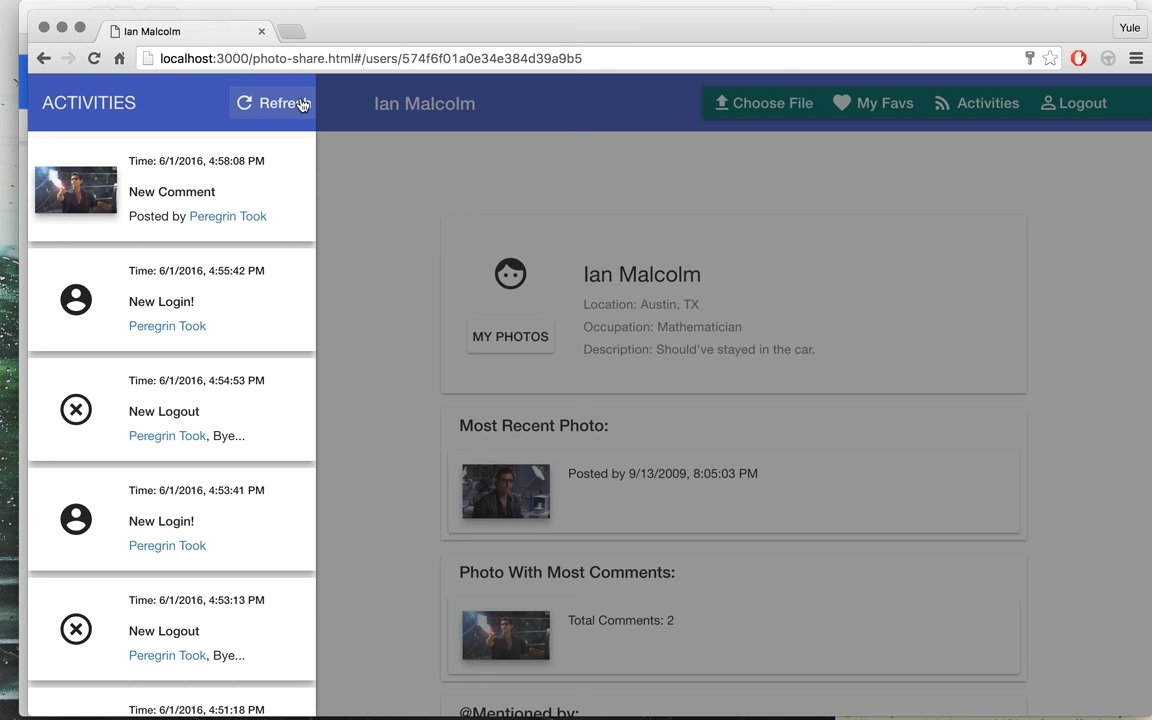 Ian Malcolm
Yule
localhost:3000/photo-share.html#/users/574f6f01a0e34e384d39a9b5
ACTIVITIES
Refresh
Ian Malcolm
Choose File
My Favs
Activities
Logout
Time: 6/1/2016, 4:58:08 PM
New Comment
Posted by Peregrin Took
Time: 6/1/2016, 4:55:42 PM
New Login!
Peregrin Took
Time: 6/1/2016, 4:54:53 PM
New Logout
Peregrin Took, Bye...
Time: 6/1/2016, 4:53:41 PM
New Login!
Peregrin Took
Time: 6/1/2016, 4:53:13 PM
New Logout
Peregrin Took, Bye...
Time: 6/1/2016, 4:51:18 PM
Ian Malcolm
Location: Austin, TX
Occupation: Mathematician
Description: Should've stayed in the car.
MY PHOTOS
Most Recent Photo:
Posted by 9/13/2009, 8:05:03 PM
Photo With Most Comments:
Total Comments: 2
@Mentioned by: